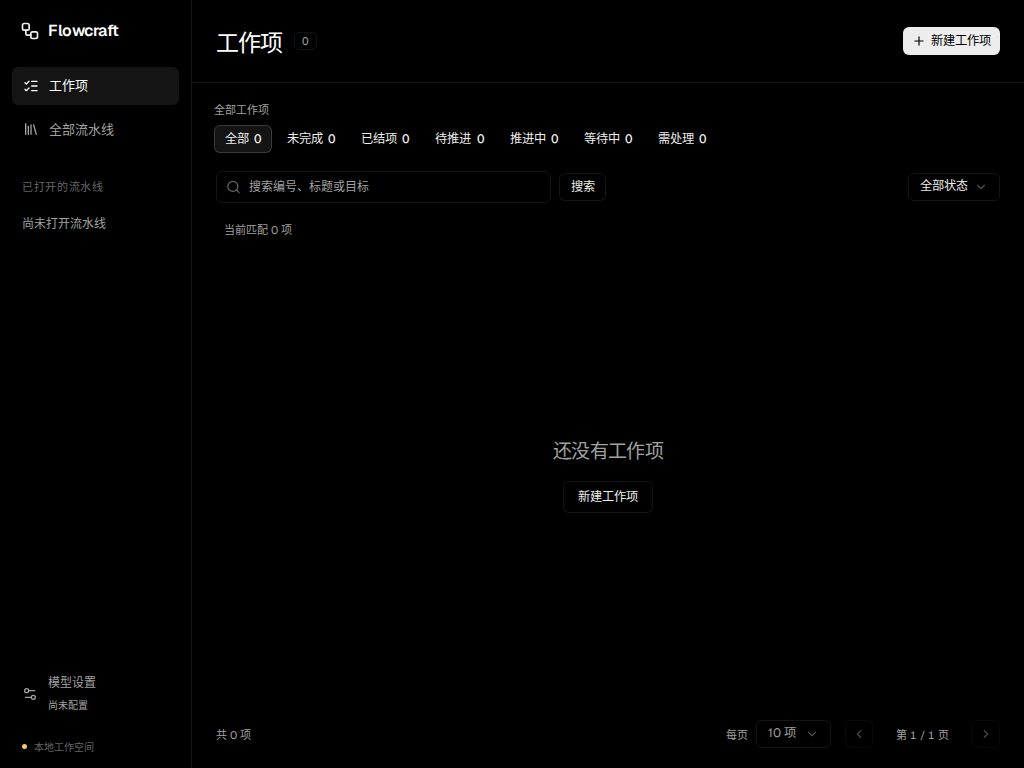 Flowcraft
工作项
全部流水线
已打开的流水线
尚未打开流水线
模型设置
尚未配置
本地工作空间
工作项 0
新建工作项
全部工作项
全部 0 未完成 0 已结项 0 待推进 0 推进中 0 等待中 0 需处理 0
搜索编号、标题或目标 搜索 全部状态
当前匹配 0 项
还没有工作项
新建工作项
共 0 项 每页 10 项 第 1 / 1 页